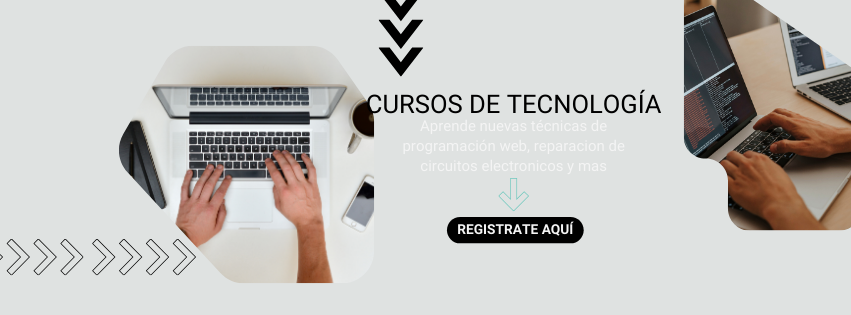 CURSOS DE TECNOLOGÍA
Aprende nuevas técnicas de
programación web, reparacion de
circuitos electronicos y mas
REGISTRATE AQUÍ